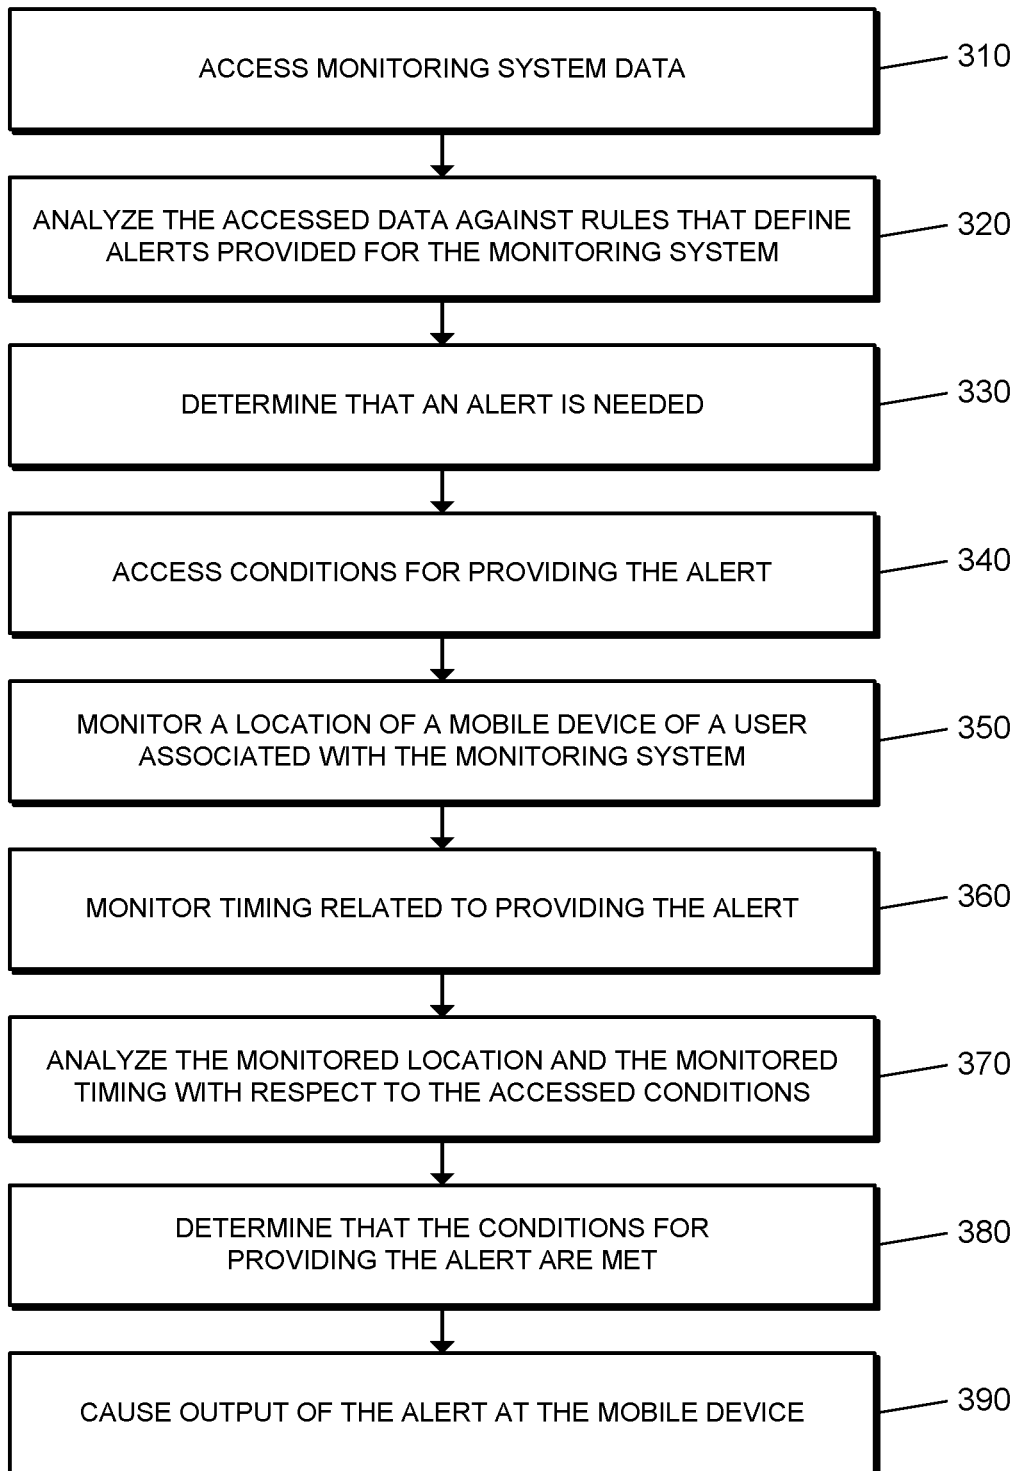 ACCESS MONITORING SYSTEM DATA
310
ANALYZE THE ACCESSED DATA AGAINST RULES THAT DEFINE
ALERTS PROVIDED FOR THE MONITORING SYSTEM
320
DETERMINE THAT AN ALERT IS NEEDED
330
ACCESS CONDITIONS FOR PROVIDING THE ALERT
340
MONITOR A LOCATION OF A MOBILE DEVICE OF A USER
ASSOCIATED WITH THE MONITORING SYSTEM
350
MONITOR TIMING RELATED TO PROVIDING THE ALERT
360
ANALYZE THE MONITORED LOCATION AND THE MONITORED
TIMING WITH RESPECT TO THE ACCESSED CONDITIONS
370
DETERMINE THAT THE CONDITIONS FOR
PROVIDING THE ALERT ARE MET
380
CAUSE OUTPUT OF THE ALERT AT THE MOBILE DEVICE
390